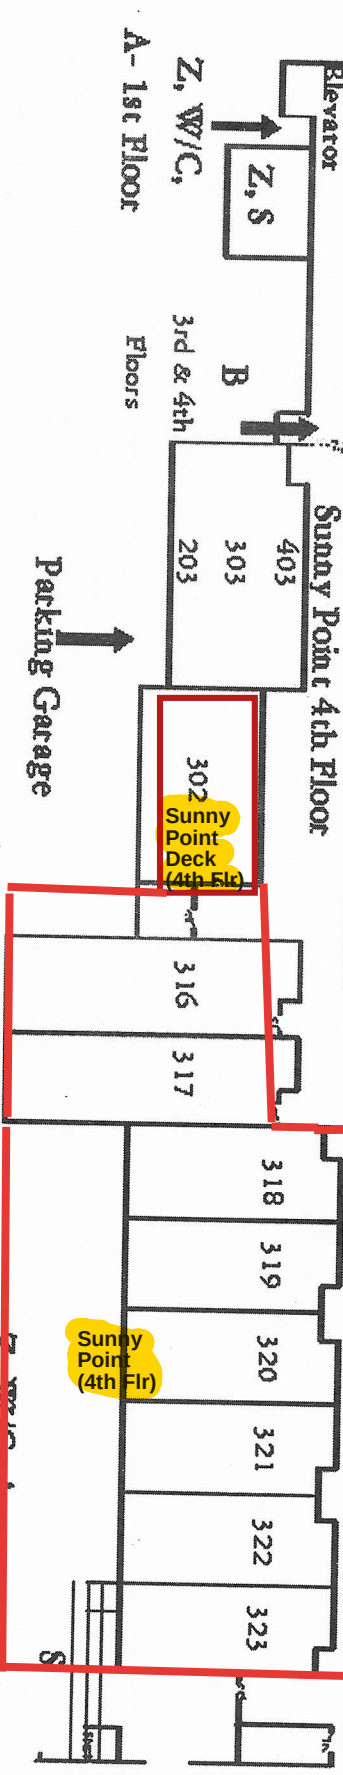 Elevator
Z, W/C,
A- 1st Floor
Z, S
B
3rd & 4th
Floors
Sunny Point 4th Floor
403
303
203
Parking Garage
302
Sunny
Point
Deck
(4th Flr)
316
317
318
319
320
Sunny
Point
(4th Flr)
321
322
323
S